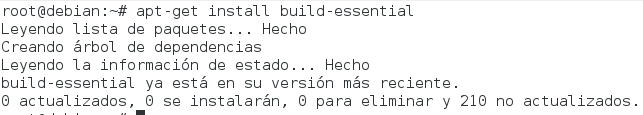 root@debian:~# apt-get install build-essential
Leyendo lista de paquetes... Hecho
Creando árbol de dependencias
Leyendo la información de estado... Hecho
build-essential ya está en su versión más reciente.
0 actualizados, 0 se instalarán, 0 para eliminar y 210 no actualizados.